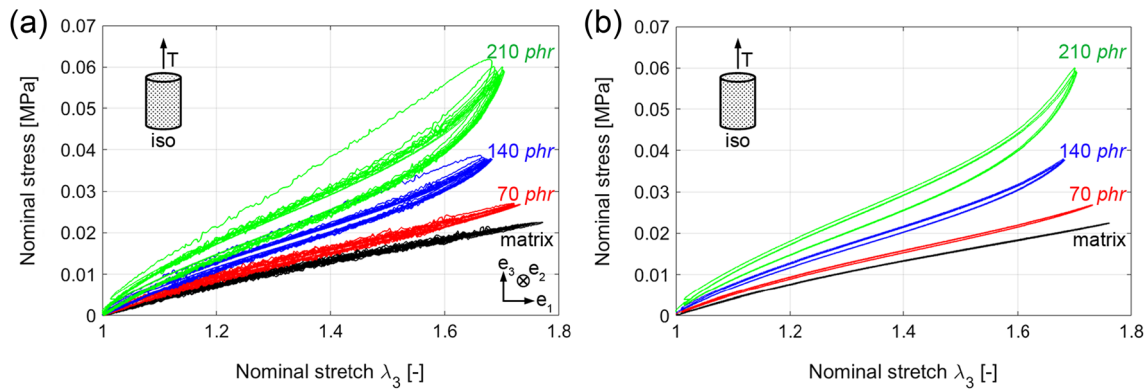 (a)
0.07
0.06
0.05
0.04
0.03
0.02
0.01
0
Nominal stress [MPa]
T
iso
210 phr
140 phr
70 phr
matrix
e3
e2
e1
1
1.2
1.4
1.6
1.8
Nominal stretch λ3 [-]
(b)
0.07
0.06
0.05
0.04
0.03
0.02
0.01
0
Nominal stress [MPa]
T
iso
210 phr
140 phr
70 phr
matrix
1
1.2
1.4
1.6
1.8
Nominal stretch λ3 [-]